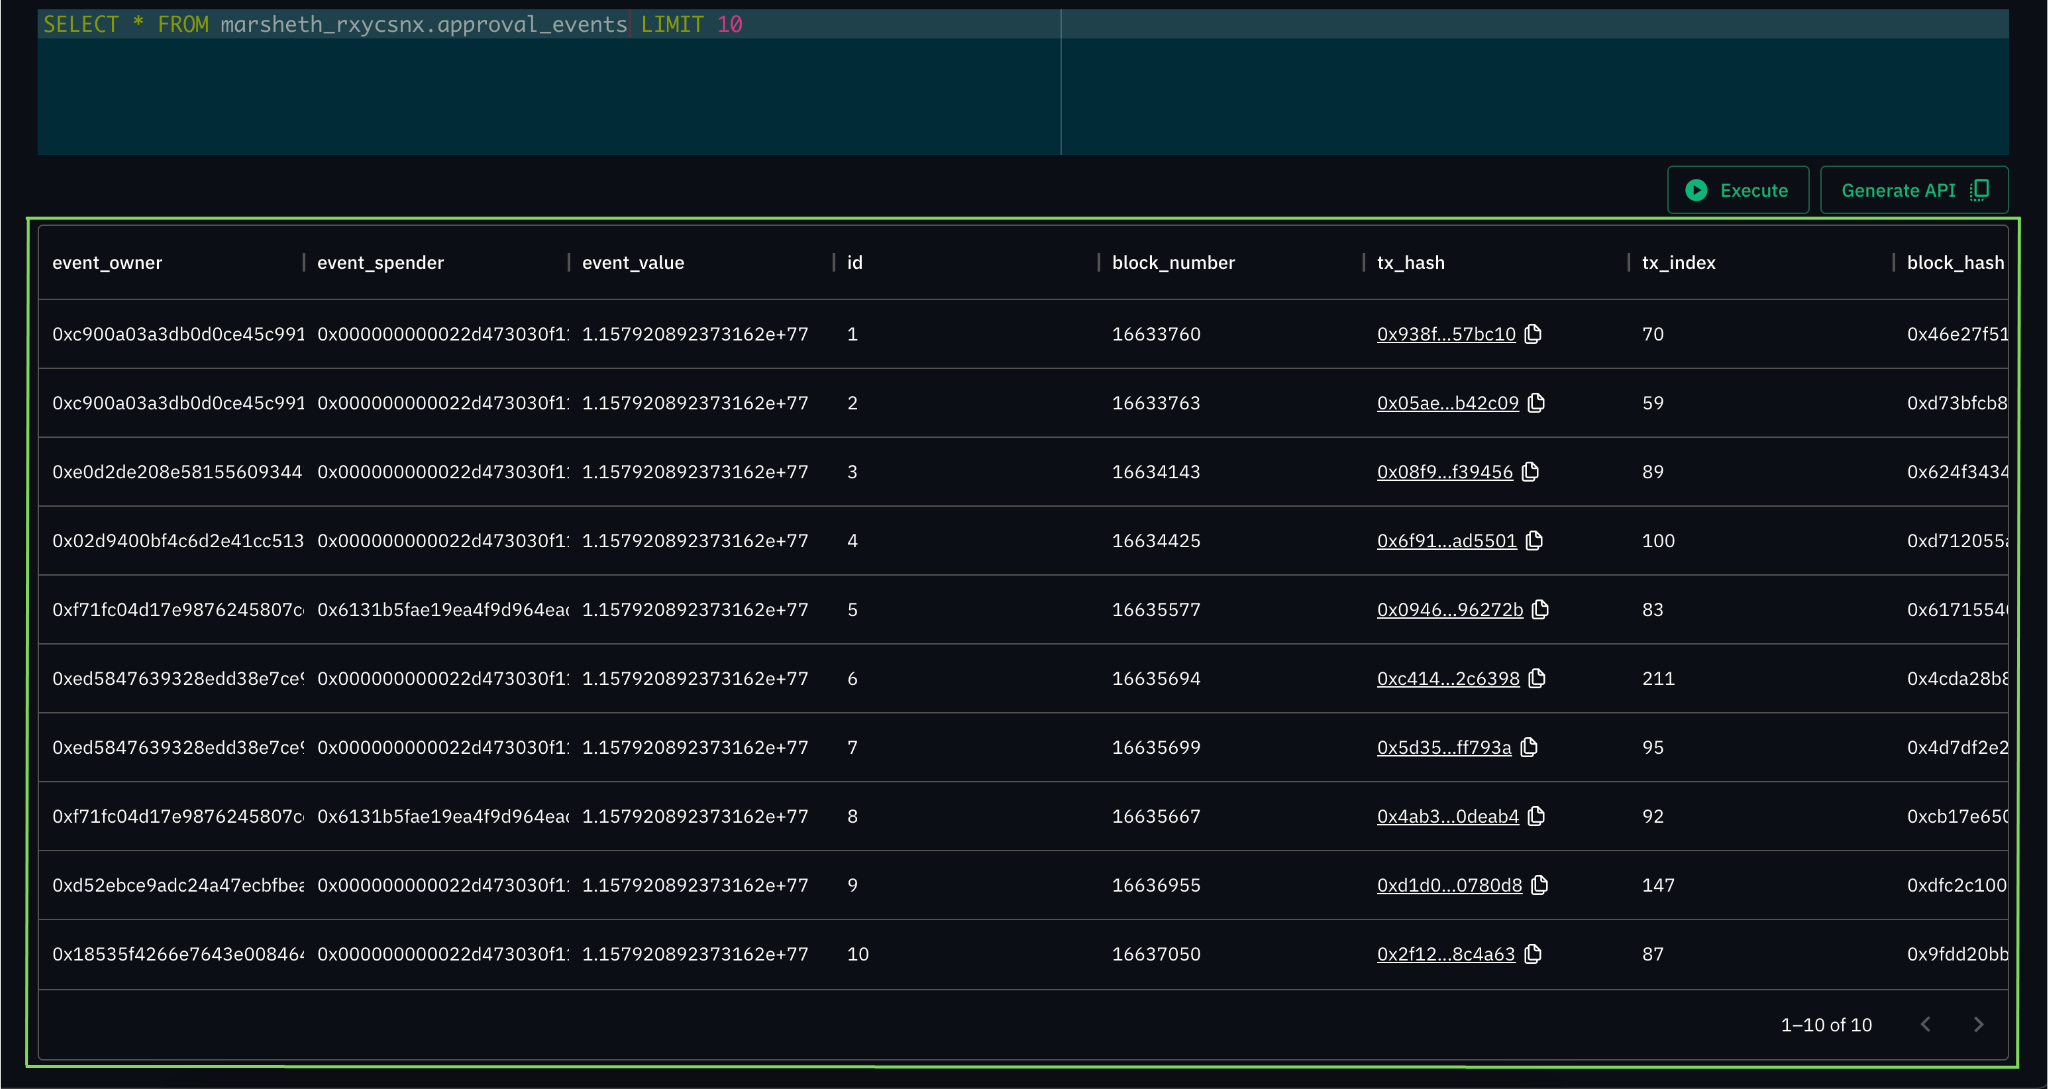 SELECT * FROM marsheth_rxycsnx.approval_events LIMIT 10
Execute Generate API
event_owner event_spender event_value id block_number tx_hash tx_index block_hash
0xc900a03a3db0d0ce45c991 0x000000000022d473030f1 1.157920892373162e+77 1 16633760 0x938f...57bc10 70 0x46e27f51
0xc900a03a3db0d0ce45c991 0x000000000022d473030f1 1.157920892373162e+77 2 16633763 0x05ae...b42c09 59 0xd73bfcb8
0xe0d2de208e58155609344 0x000000000022d473030f1 1.157920892373162e+77 3 16634143 0x08f9...f39456 89 0x624f3434
0x02d9400bf4c6d2e41cc513 0x000000000022d473030f1 1.157920892373162e+77 4 16634425 0x6f91...ad5501 100 0xd712055a
0xf71fc04d17e9876245807c 0x6131b5fae19ea4f9d964ea 1.157920892373162e+77 5 16635577 0x0946...96272b 83 0x6171554
0xed5847639328edd38e7ce 0x000000000022d473030f1 1.157920892373162e+77 6 16635694 0xc414...2c6398 211 0x4cda28b8
0xed5847639328edd38e7ce 0x000000000022d473030f1 1.157920892373162e+77 7 16635699 0x5d35...ff793a 95 0x4d7df2e2
0xf71fc04d17e9876245807c 0x6131b5fae19ea4f9d964ea 1.157920892373162e+77 8 16635667 0x4ab3...0deab4 92 0xcb17e650
0xd52ebce9adc24a47ecbfbea 0x000000000022d473030f1 1.157920892373162e+77 9 16636955 0xd1d0...0780d8 147 0xdfc2c100
0x18535f4266e7643e008464 0x000000000022d473030f1 1.157920892373162e+77 10 16637050 0x2f12...8c4a63 87 0x9fdd20bb
1–10 of 10